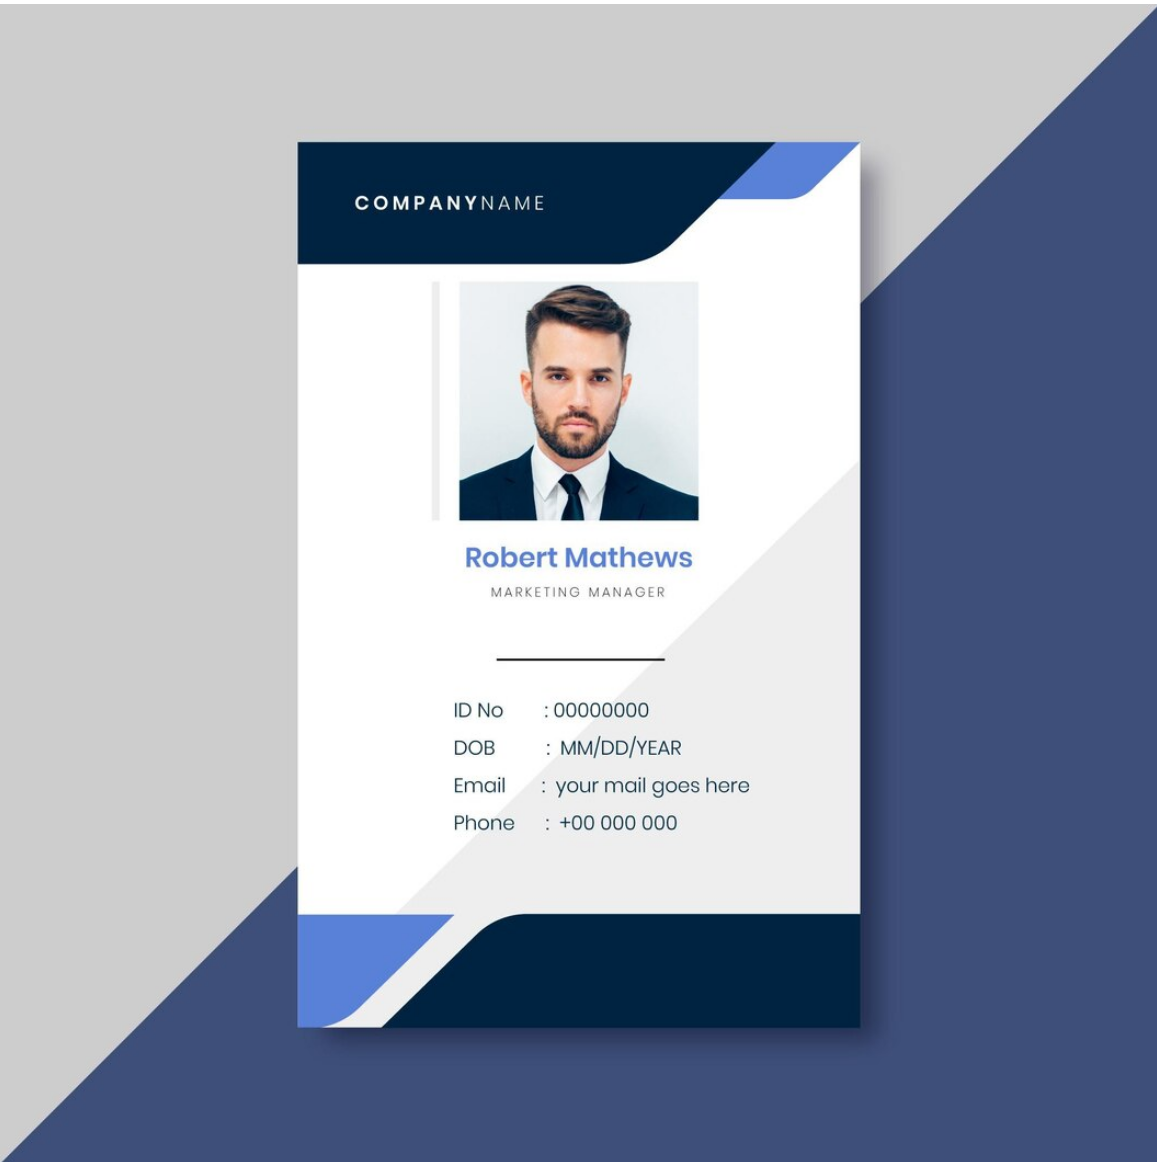 COMPANYNAME
Robert Mathews
MARKETING MANAGER
ID No : 00000000
DOB : MM/DD/YEAR
Email : your mail goes here
Phone : +00 000 000